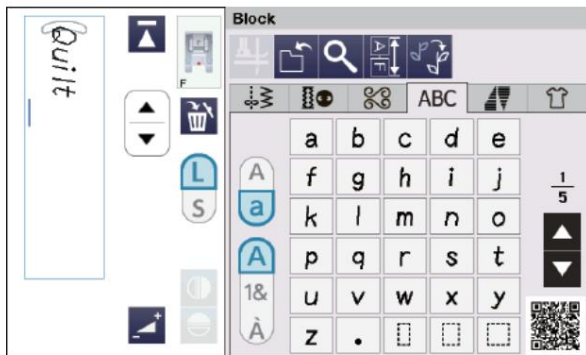 Block
Quilt
F
L
S
A
a
A
1&
À
A F
ABC
a b c d e
f g h i j
k l m n o
p q r s t
u v w x y
z .
1
5